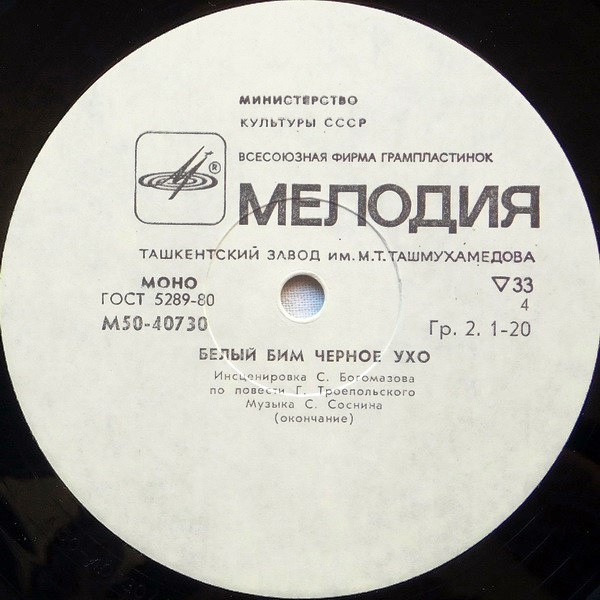 МИНИСТЕРСТВО
КУЛЬТУРЫ СССР
ВСЕСОЮЗНАЯ ФИРМА ГРАМПЛАСТИНОК
®
МЕЛОДИЯ
ТАШКЕНТСКИЙ ЗАВОД ИМ. М.Т. ТАШМУХАМЕДОВА
МОНО
ГОСТ 5289-80
М50-40730
▽33
4
Гр. 2. 1-20
БЕЛЫЙ БИМ ЧЕРНОЕ УХО
Инсценировка С. Богомазова
по повести Г. Троепольского
Музыка С. Соснина
(окончание)